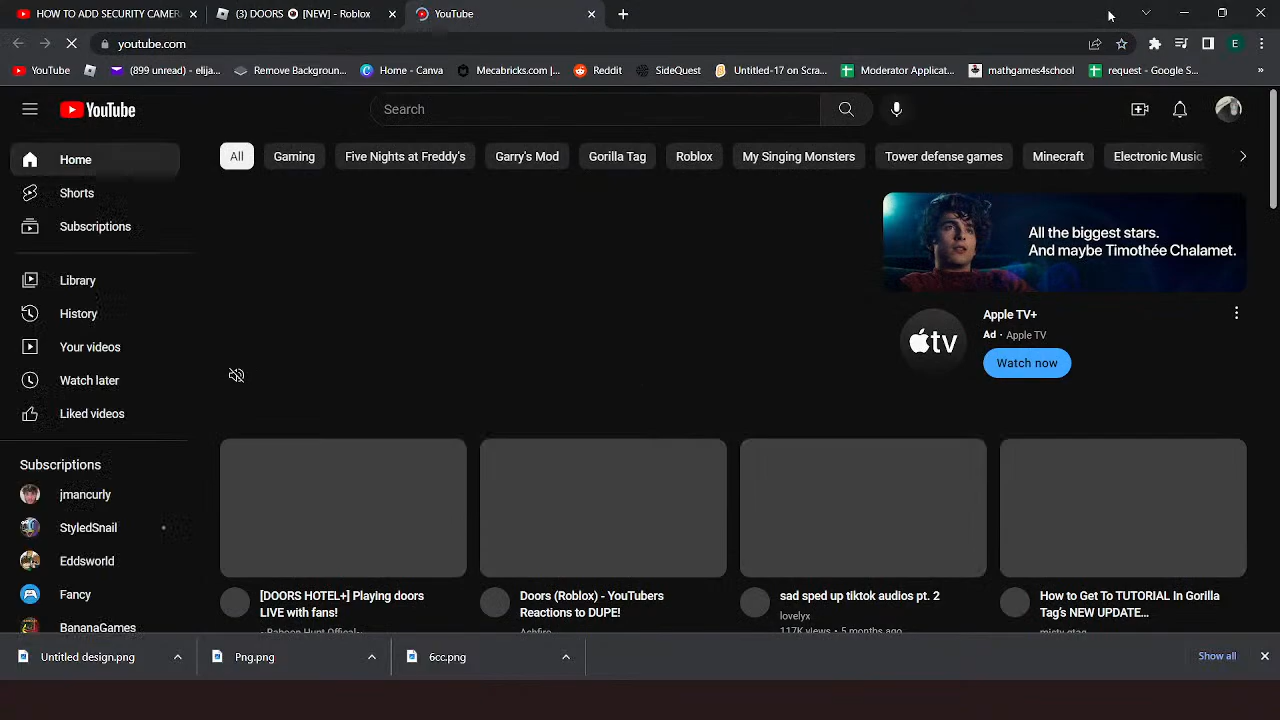 HOW TO ADD SECURITY CAMERA
(3) DOORS [NEW] - Roblox
YouTube
youtube.com
YouTube
(899 unread) - elija...
Remove Backgroun...
Home - Canva
Mecabricks.com |...
Reddit
SideQuest
Untitled-17 on Scra...
Moderator Applicat...
mathgames4school
request - Google S...
»
E
YouTube
Search
Home
Shorts
Subscriptions
Library
History
Your videos
Watch later
Liked videos
Subscriptions
jmancurly
StyledSnail
Eddsworld
Fancy
BananaGames
All
Gaming
Five Nights at Freddy's
Garry's Mod
Gorilla Tag
Roblox
My Singing Monsters
Tower defense games
Minecraft
Electronic Music
All the biggest stars.
And maybe Timothée Chalamet.
tv
Apple TV+
Ad · Apple TV
Watch now
[DOORS HOTEL+] Playing doors
LIVE with fans!
Doors (Roblox) - YouTubers
Reactions to DUPE!
Ashfire
sad sped up tiktok audios pt. 2
lovelyx
117K views • 5 months ago
How to Get To TUTORIAL In Gorilla
Tag's NEW UPDATE...
misty gtag
Untitled design.png
Png.png
6cc.png
Show all